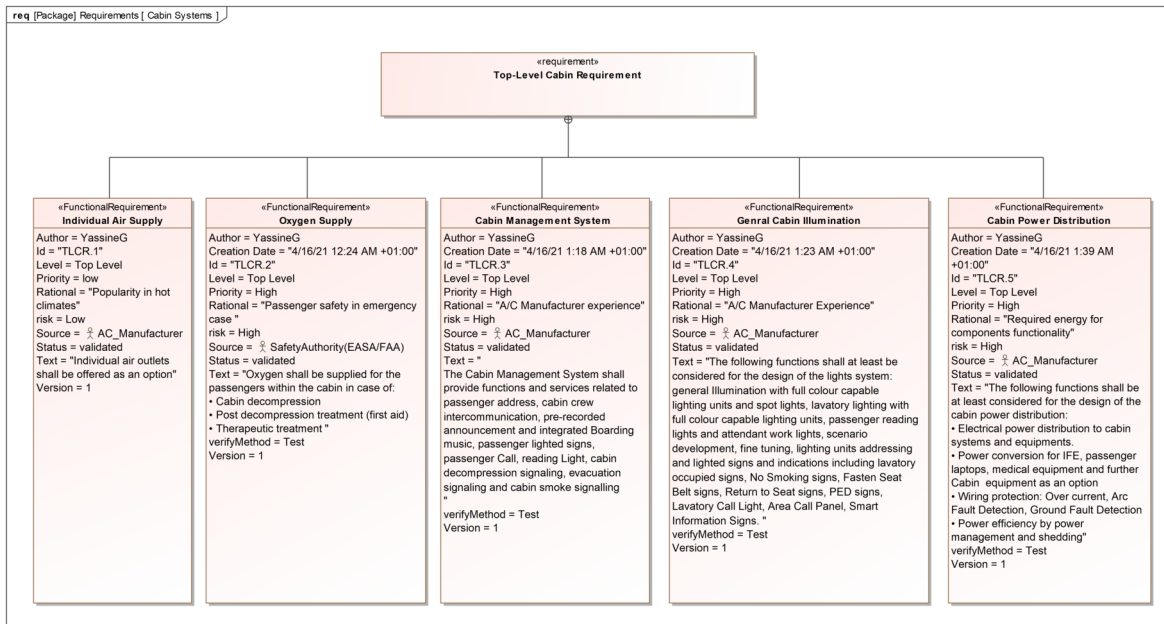 req [Package] Requirements [ Cabin Systems ]
«requirement»
Top-Level Cabin Requirement
«FunctionalRequirement»
Individual Air Supply
Author = YassineG
Id = "TLCR.1"
Level = Top Level
Priority = low
Rational = "Popularity in hot
climates"
risk = Low
Source = AC_Manufacturer
Status = validated
Text = "Individual air outlets
shall be offered as an option"
Version = 1
«FunctionalRequirement»
Oxygen Supply
Author = YassineG
Creation Date = "4/16/21 12:24 AM +01:00"
Id = "TLCR.2"
Level = Top Level
Priority = High
Rational = "Passenger safety in emergency
case "
risk = High
Source = SafetyAuthority(EASA/FAA)
Status = validated
Text = "Oxygen shall be supplied for the
passengers within the cabin in case of:
• Cabin decompression
• Post decompression treatment (first aid)
• Therapeutic treatment "
verifyMethod = Test
Version = 1
«FunctionalRequirement»
Cabin Management System
Author = YassineG
Creation Date = "4/16/21 1:18 AM +01:00"
Id = "TLCR.3"
Level = Top Level
Priority = High
Rational = "A/C Manufacturer experience"
risk = High
Source = AC_Manufacturer
Status = validated
Text = "
The Cabin Management System shall
provide functions and services related to
passenger address, cabin crew
intercommunication, pre-recorded
announcement and integrated Boarding
music, passenger lighted signs,
passenger Call, reading Light, cabin
decompression signaling, evacuation
signaling and cabin smoke signalling
"
verifyMethod = Test
Version = 1
«FunctionalRequirement»
Genral Cabin Illumination
Author = YassineG
Creation Date = "4/16/21 1:23 AM +01:00"
Id = "TLCR.4"
Level = Top Level
Priority = High
Rational = "A/C Manufacturer Experience"
risk = High
Source = AC_Manufacturer
Status = validated
Text = "The following functions shall at least be
considered for the design of the lights system:
general Illumination with full colour capable
lighting units and spot lights, lavatory lighting with
full colour capable lighting units, passenger reading
lights and attendant work lights, scenario
development, fine tuning, lighting units addressing
and lighted signs and indications including lavatory
occupied signs, No Smoking signs, Fasten Seat
Belt signs, Return to Seat signs, PED signs,
Lavatory Call Light, Area Call Panel, Smart
Information Signs. "
verifyMethod = Test
Version = 1
«FunctionalRequirement»
Cabin Power Distribution
Author = YassineG
Creation Date = "4/16/21 1:39 AM
+01:00"
Id = "TLCR.5"
Level = Top Level
Priority = High
Rational = "Required energy for
components functionality"
risk = High
Source = AC_Manufacturer
Status = validated
Text = "The following functions shall be
at least considered for the design of the
cabin power distribution:
• Electrical power distribution to cabin
systems and equipments.
• Power conversion for IFE, passenger
laptops, medical equipment and further
Cabin  equipment as an option
• Wiring protection: Over current, Arc
Fault Detection, Ground Fault Detection
• Power efficiency by power
management and shedding"
verifyMethod = Test
Version = 1